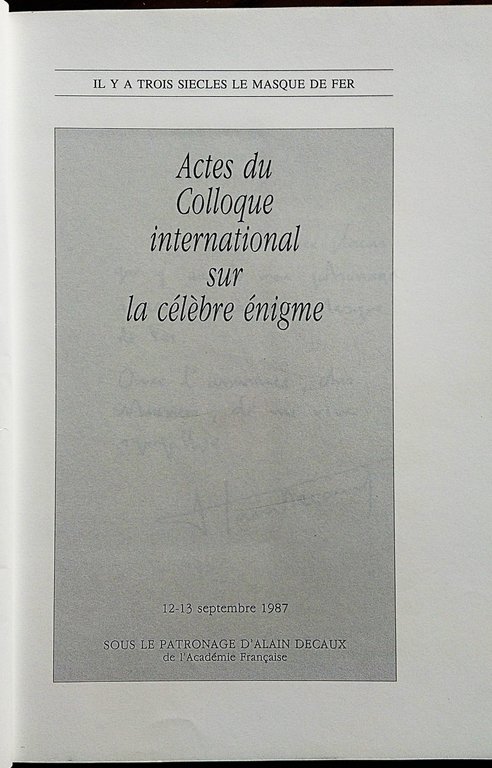 IL Y A TROIS SIECLES LE MASQUE DE FER
Actes du
Colloque
international
sur
la célèbre énigme
12-13 septembre 1987
SOUS LE PATRONAGE D'ALAIN DECAUX
de l'Académie Française